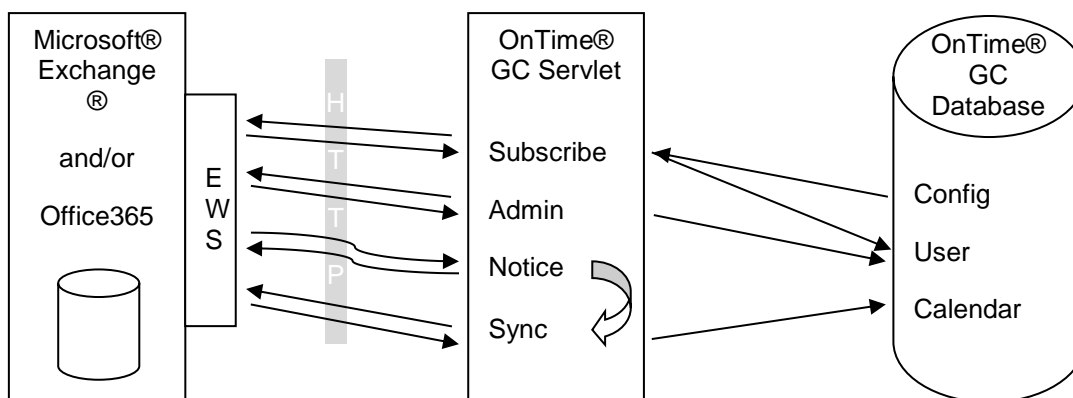 Microsoft®
Exchange
®
and/or
Office365
E
W
S
H
T
T
P
OnTime®
GC Servlet
Subscribe
Admin
Notice
Sync
OnTime®
GC
Database
Config
User
Calendar